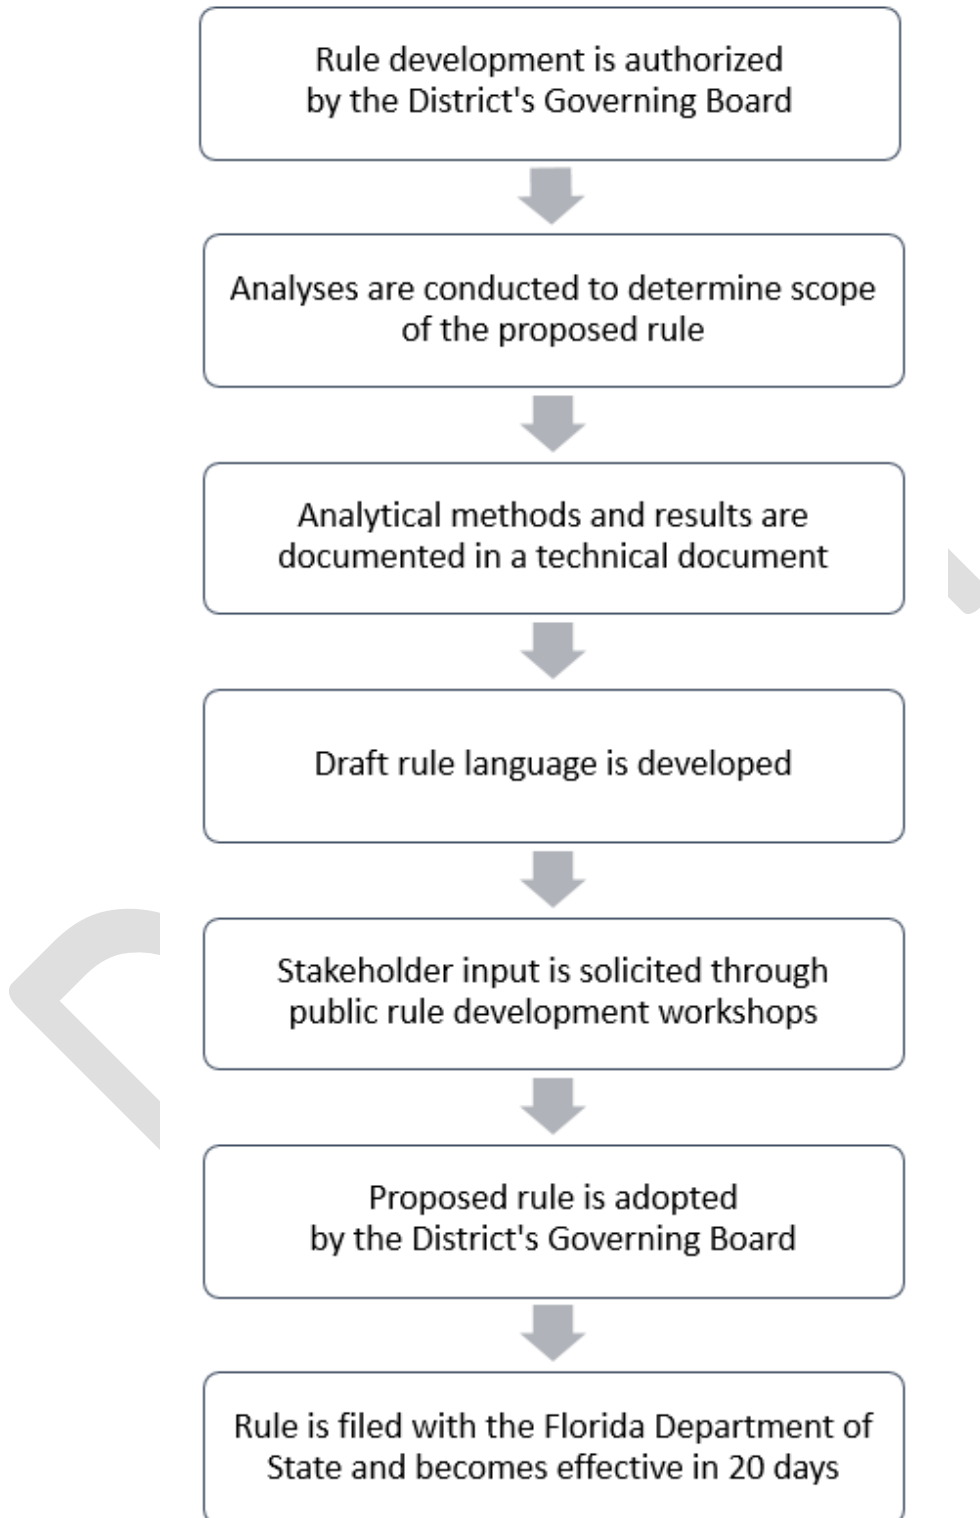 Rule development is authorized
by the District's Governing Board
Analyses are conducted to determine scope
of the proposed rule
Analytical methods and results are
documented in a technical document
Draft rule language is developed
Stakeholder input is solicited through
public rule development workshops
Proposed rule is adopted
by the District's Governing Board
Rule is filed with the Florida Department of
State and becomes effective in 20 days